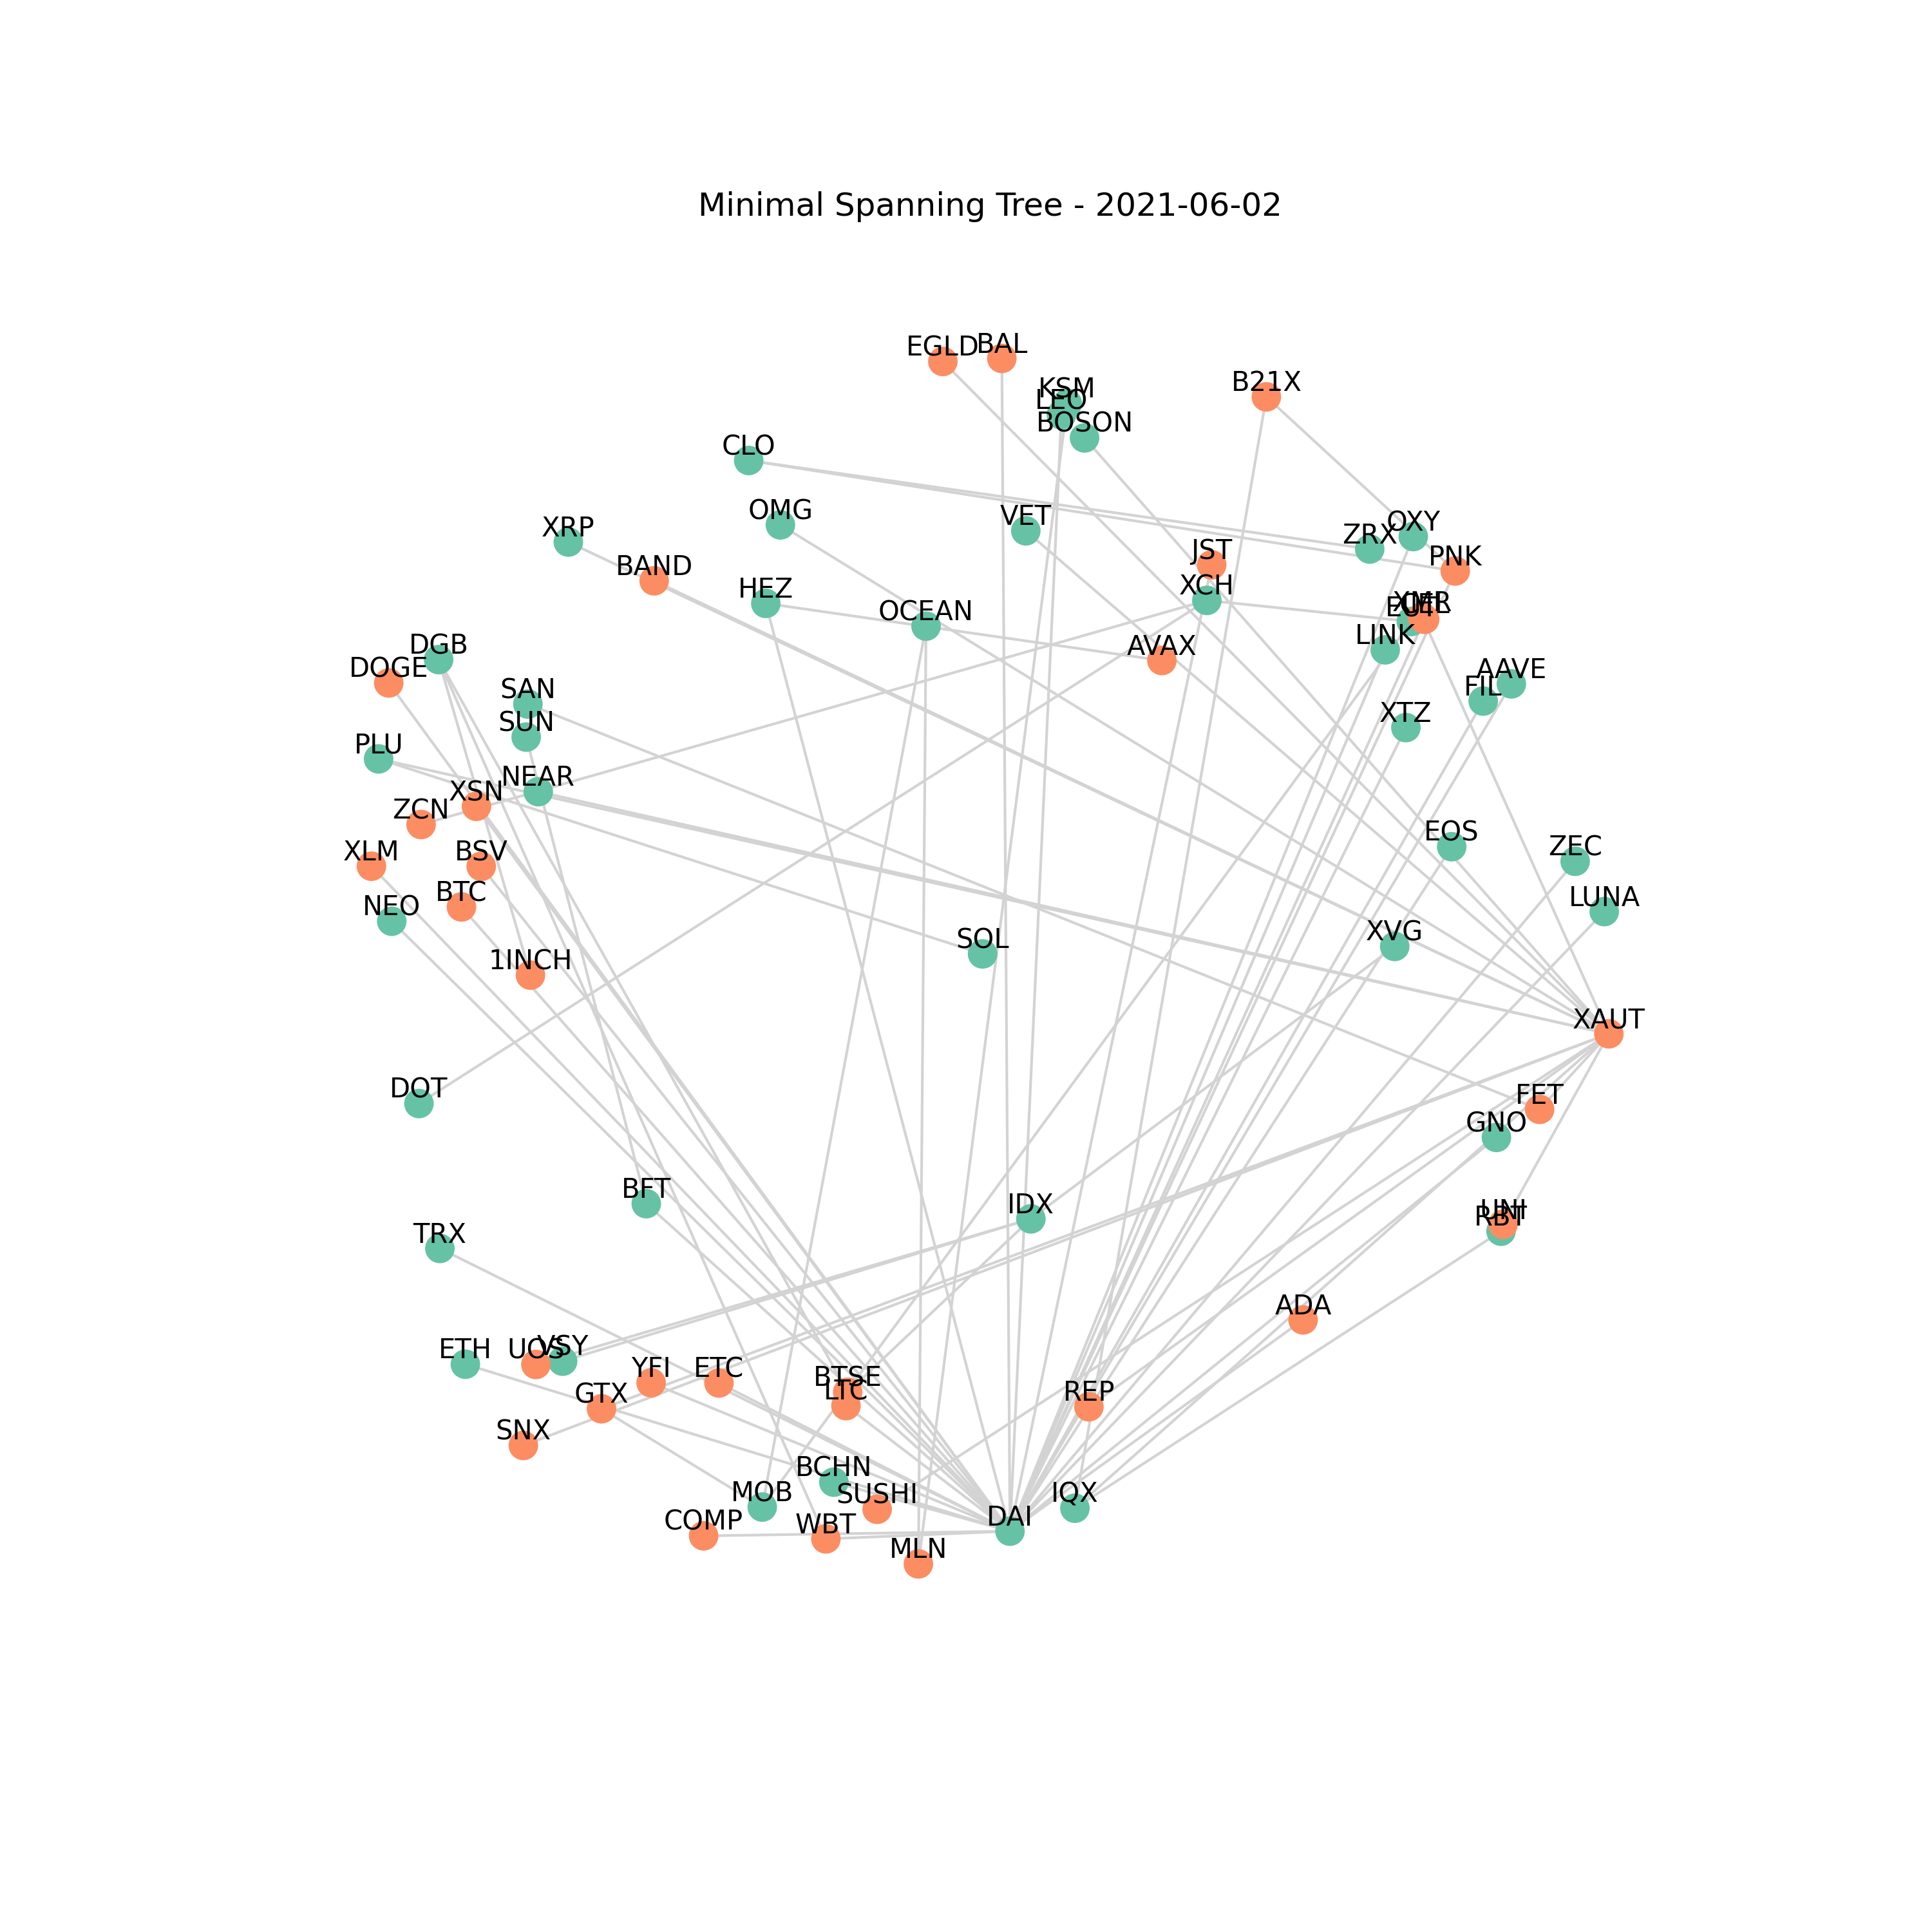 Minimal Spanning Tree - 2021-06-02
EGLD
BAL
KSM
LEO
BOSON
B21X
CLO
OMG
VET
XRP
BAND
HEZ
OCEAN
JST
XCH
AVAX
ZRX
OXY
PNK
XMR
LINK
AAVE
FIL
XTZ
DGB
DOGE
SAN
SUN
PLU
NEAR
XSN
ZCN
XLM
BSV
BTC
NEO
1INCH
SOL
EOS
ZEC
LUNA
XVG
XAUT
DOT
FET
GNO
BFT
IDX
UNI
RBT
TRX
ADA
ETH
UOS
VSY
YFI
ETC
GTX
BTSE
LTC
REP
SNX
BCHN
MOB
SUSHI
IQX
COMP
WBT
DAI
MLN